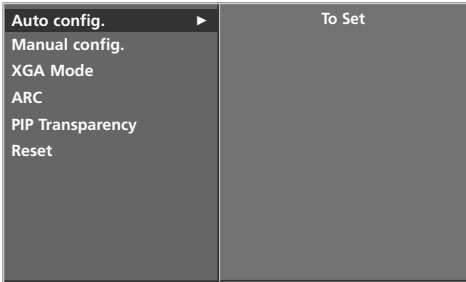 Auto config. ► To Set
Manual config.
XGA Mode
ARC
PIP Transparency
Reset